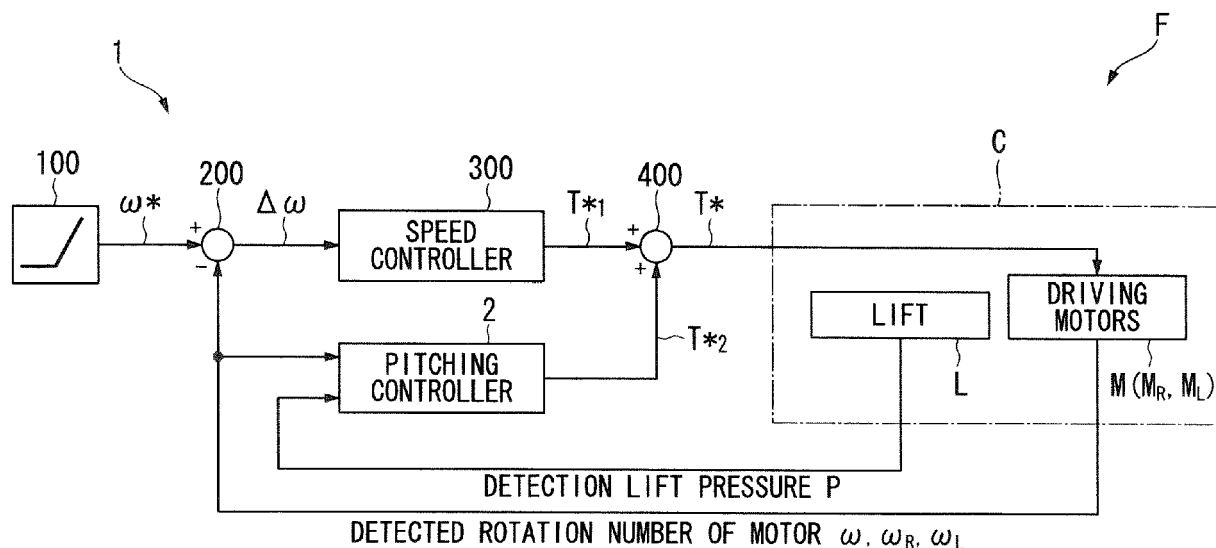 1
F
C
100
ω*
+
200
-
Δω
300
SPEED
CONTROLLER
T*1
400
+
+
T*
2
PITCHING
CONTROLLER
T*2
LIFT
L
DRIVING
MOTORS
M(MR, ML)
DETECTION LIFT PRESSURE P
DETECTED ROTATION NUMBER OF MOTOR ω, ωR, ωL